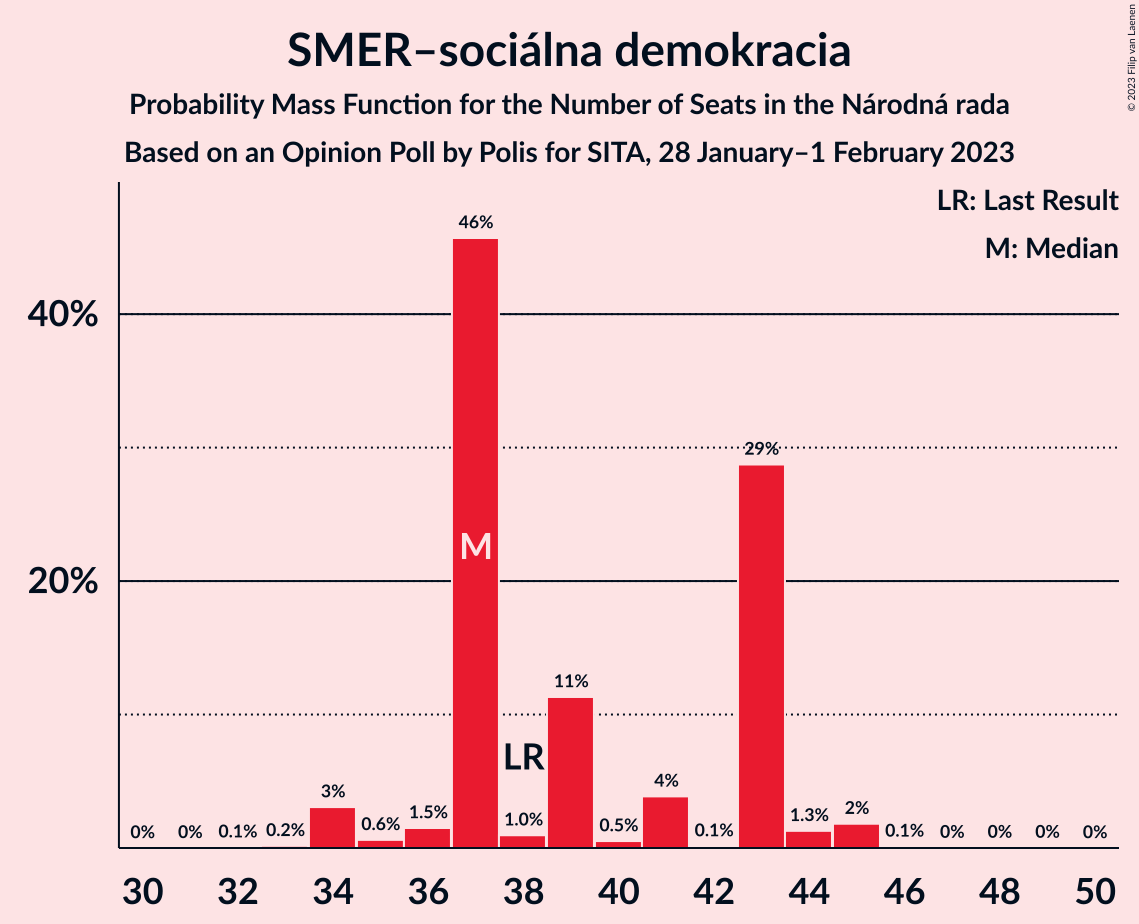 SMER–sociálna demokracia
Probability Mass Function for the Number of Seats in the Národná rada
Based on an Opinion Poll by Polis for SITA, 28 January–1 February 2023
© 2023 Filip van Laenen
LR: Last Result
M: Median
40%
20%
0%
0%
0.1%
0.2%
3%
0.6%
1.5%
46%
M
1.0%
LR
11%
0.5%
4%
0.1%
29%
1.3%
2%
0.1%
0%
0%
0%
0%
30 32 34 36 38 40 42 44 46 48 50